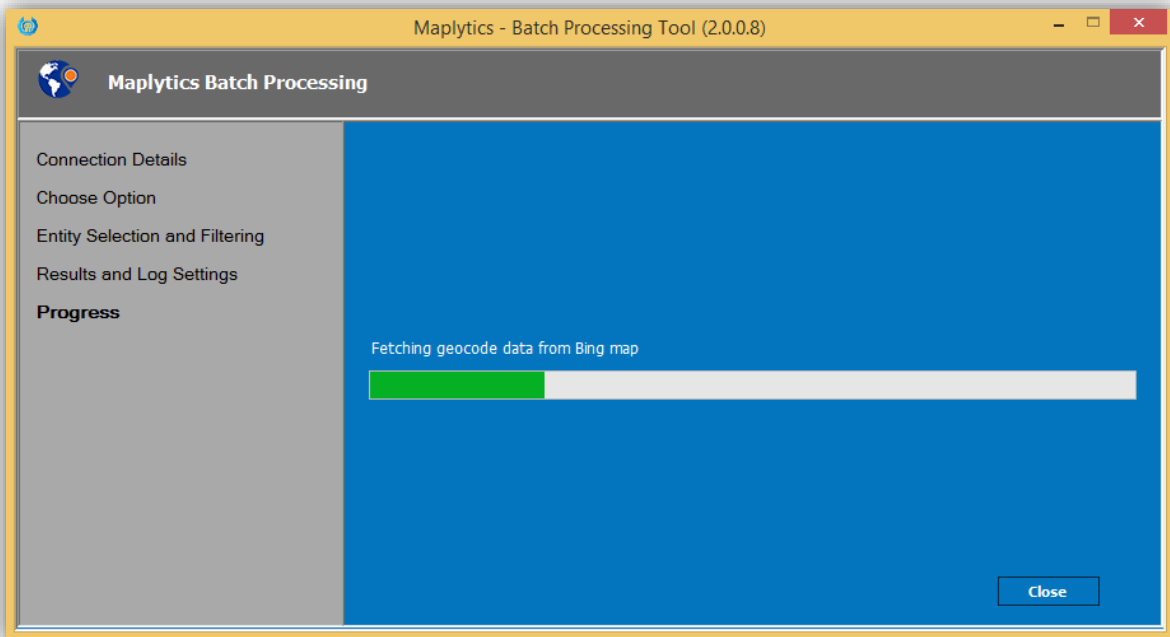 Maplytics - Batch Processing Tool (2.0.0.8)
Maplytics Batch Processing
Connection Details
Choose Option
Entity Selection and Filtering
Results and Log Settings
Progress
Fetching geocode data from Bing map
Close